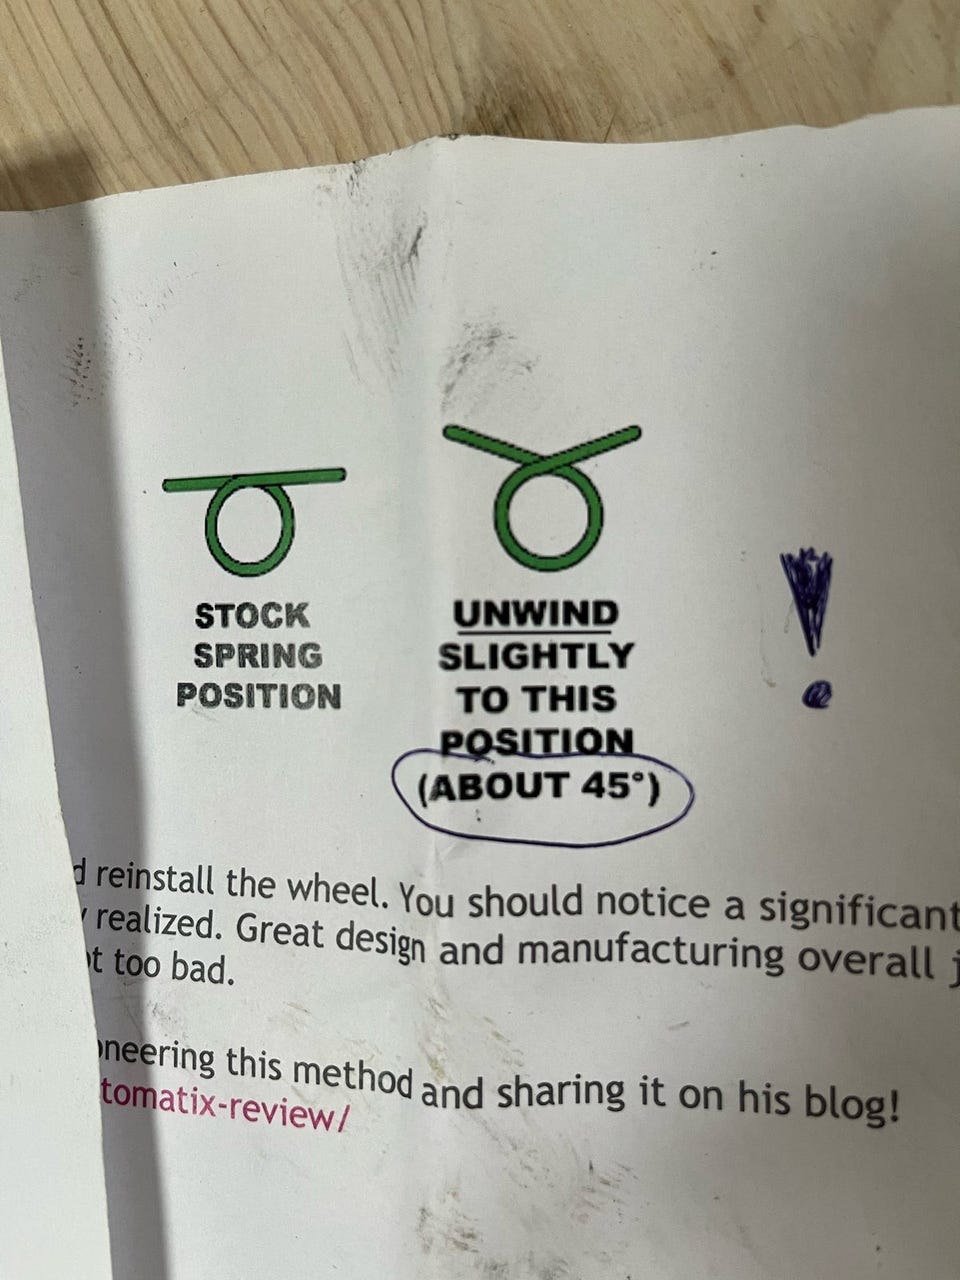 STOCK
SPRING
POSITION
UNWIND
SLIGHTLY
TO THIS
POSITION
(ABOUT 45°)
!
reinstall the wheel. You should notice a significant
realized. Great design and manufacturing overall
too bad.
this method and sharing it on his blog!
tomatix-review/